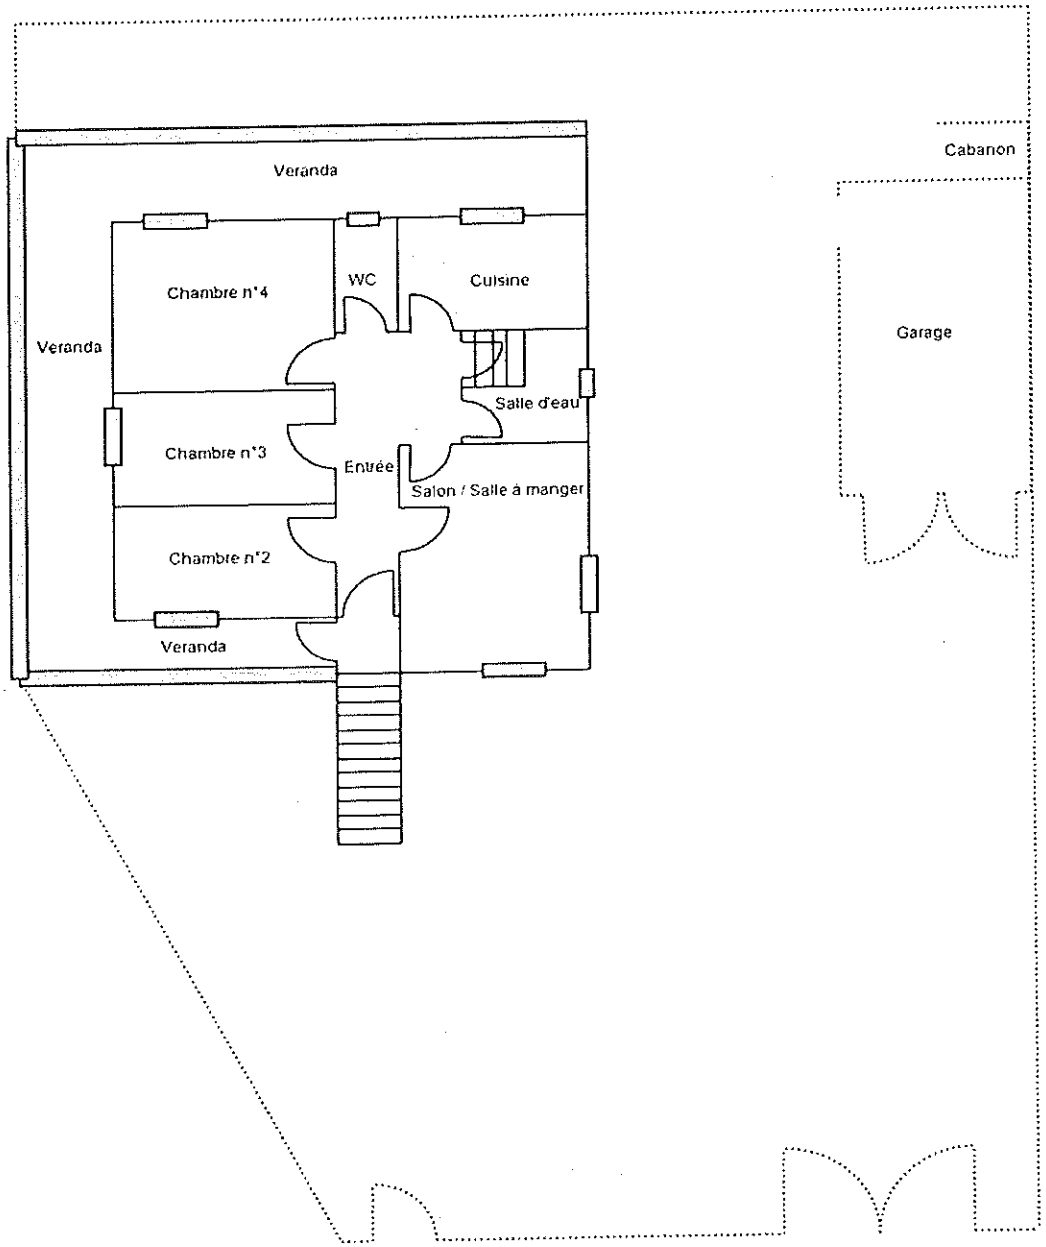 Cabanon
Veranda
WC
Cuisine
Chambre n°4
Garage
Veranda
Salle d'eau
Chambre n°3
Entrée
Salon / Salle à manger
Chambre n°2
Veranda